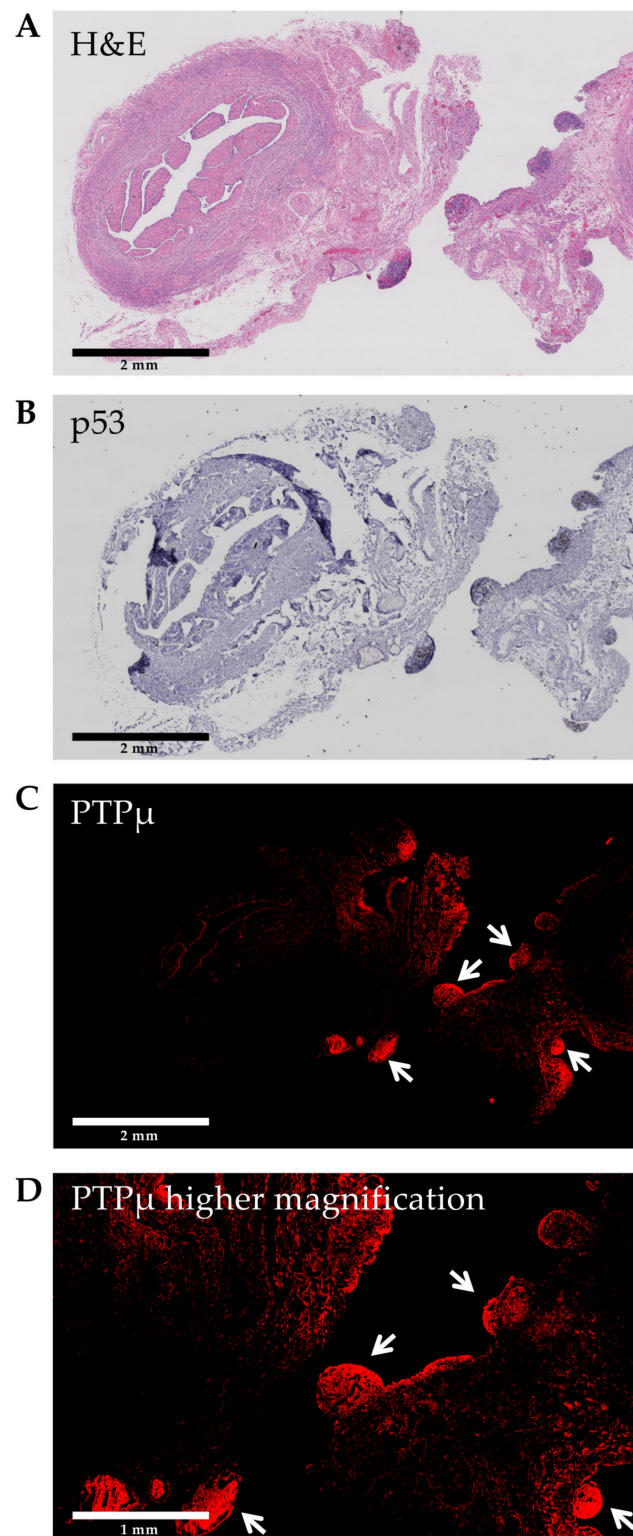 A
H&E
2 mm
B
p53
2 mm
C
PTPμ
2 mm
D
PTPμ higher magnification
1 mm